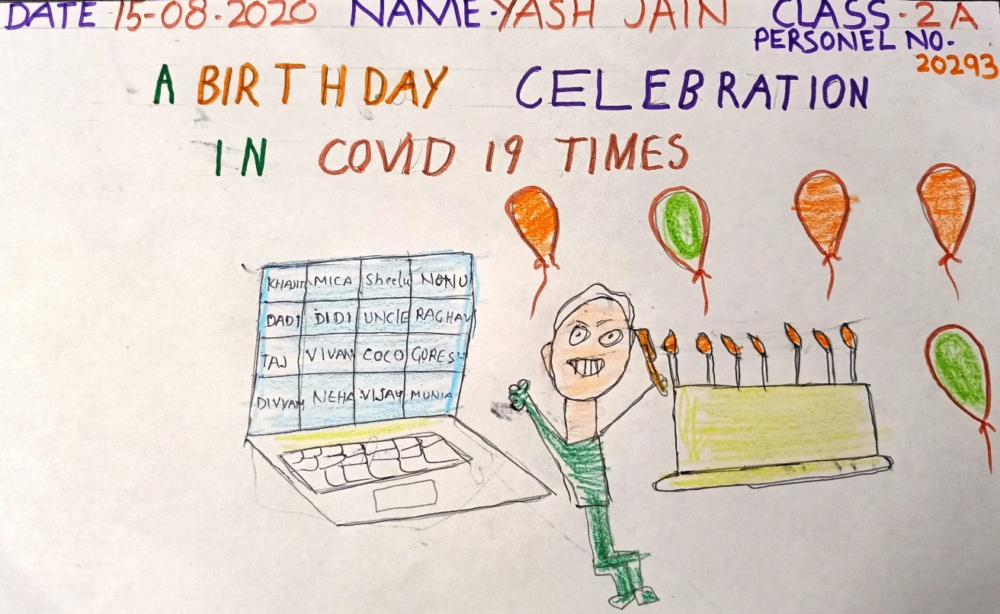 DATE 15-08-2020 NAME-YASH JAIN CLASS-2A
PERSONEL NO.
20293
A BIRTHDAY CELEBRATION
IN COVID 19 TIMES
MICA Sheelu NONU
DADI DIDI UNCLE RAGHAV
TAJ VIVAN COCO GORESH
DIVYAM NEHA VIJAY MUNIA